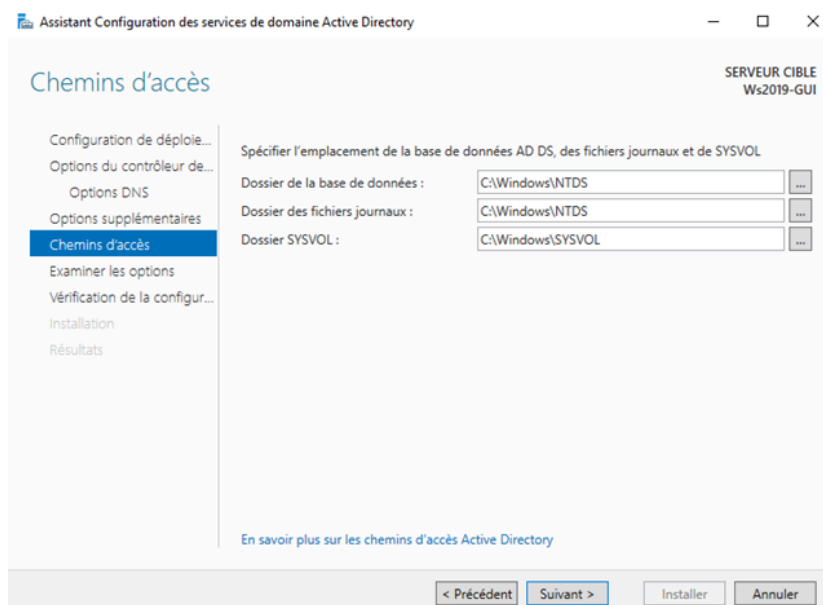 Assistant Configuration des services de domaine Active Directory
Chemins d'accès
SERVEUR CIBLE
Ws2019-GUI
Configuration de déploie...
Options du contrôleur de...
Options DNS
Options supplémentaires
Chemins d'accès
Examiner les options
Vérification de la configur...
Installation
Résultats
Spécifier l'emplacement de la base de données AD DS, des fichiers journaux et de SYSVOL
Dossier de la base de données : C:\Windows\NTDS ...
Dossier des fichiers journaux : C:\Windows\NTDS ...
Dossier SYSVOL : C:\Windows\SYSVOL ...
En savoir plus sur les chemins d'accès Active Directory
< Précédent Suivant > Installer Annuler